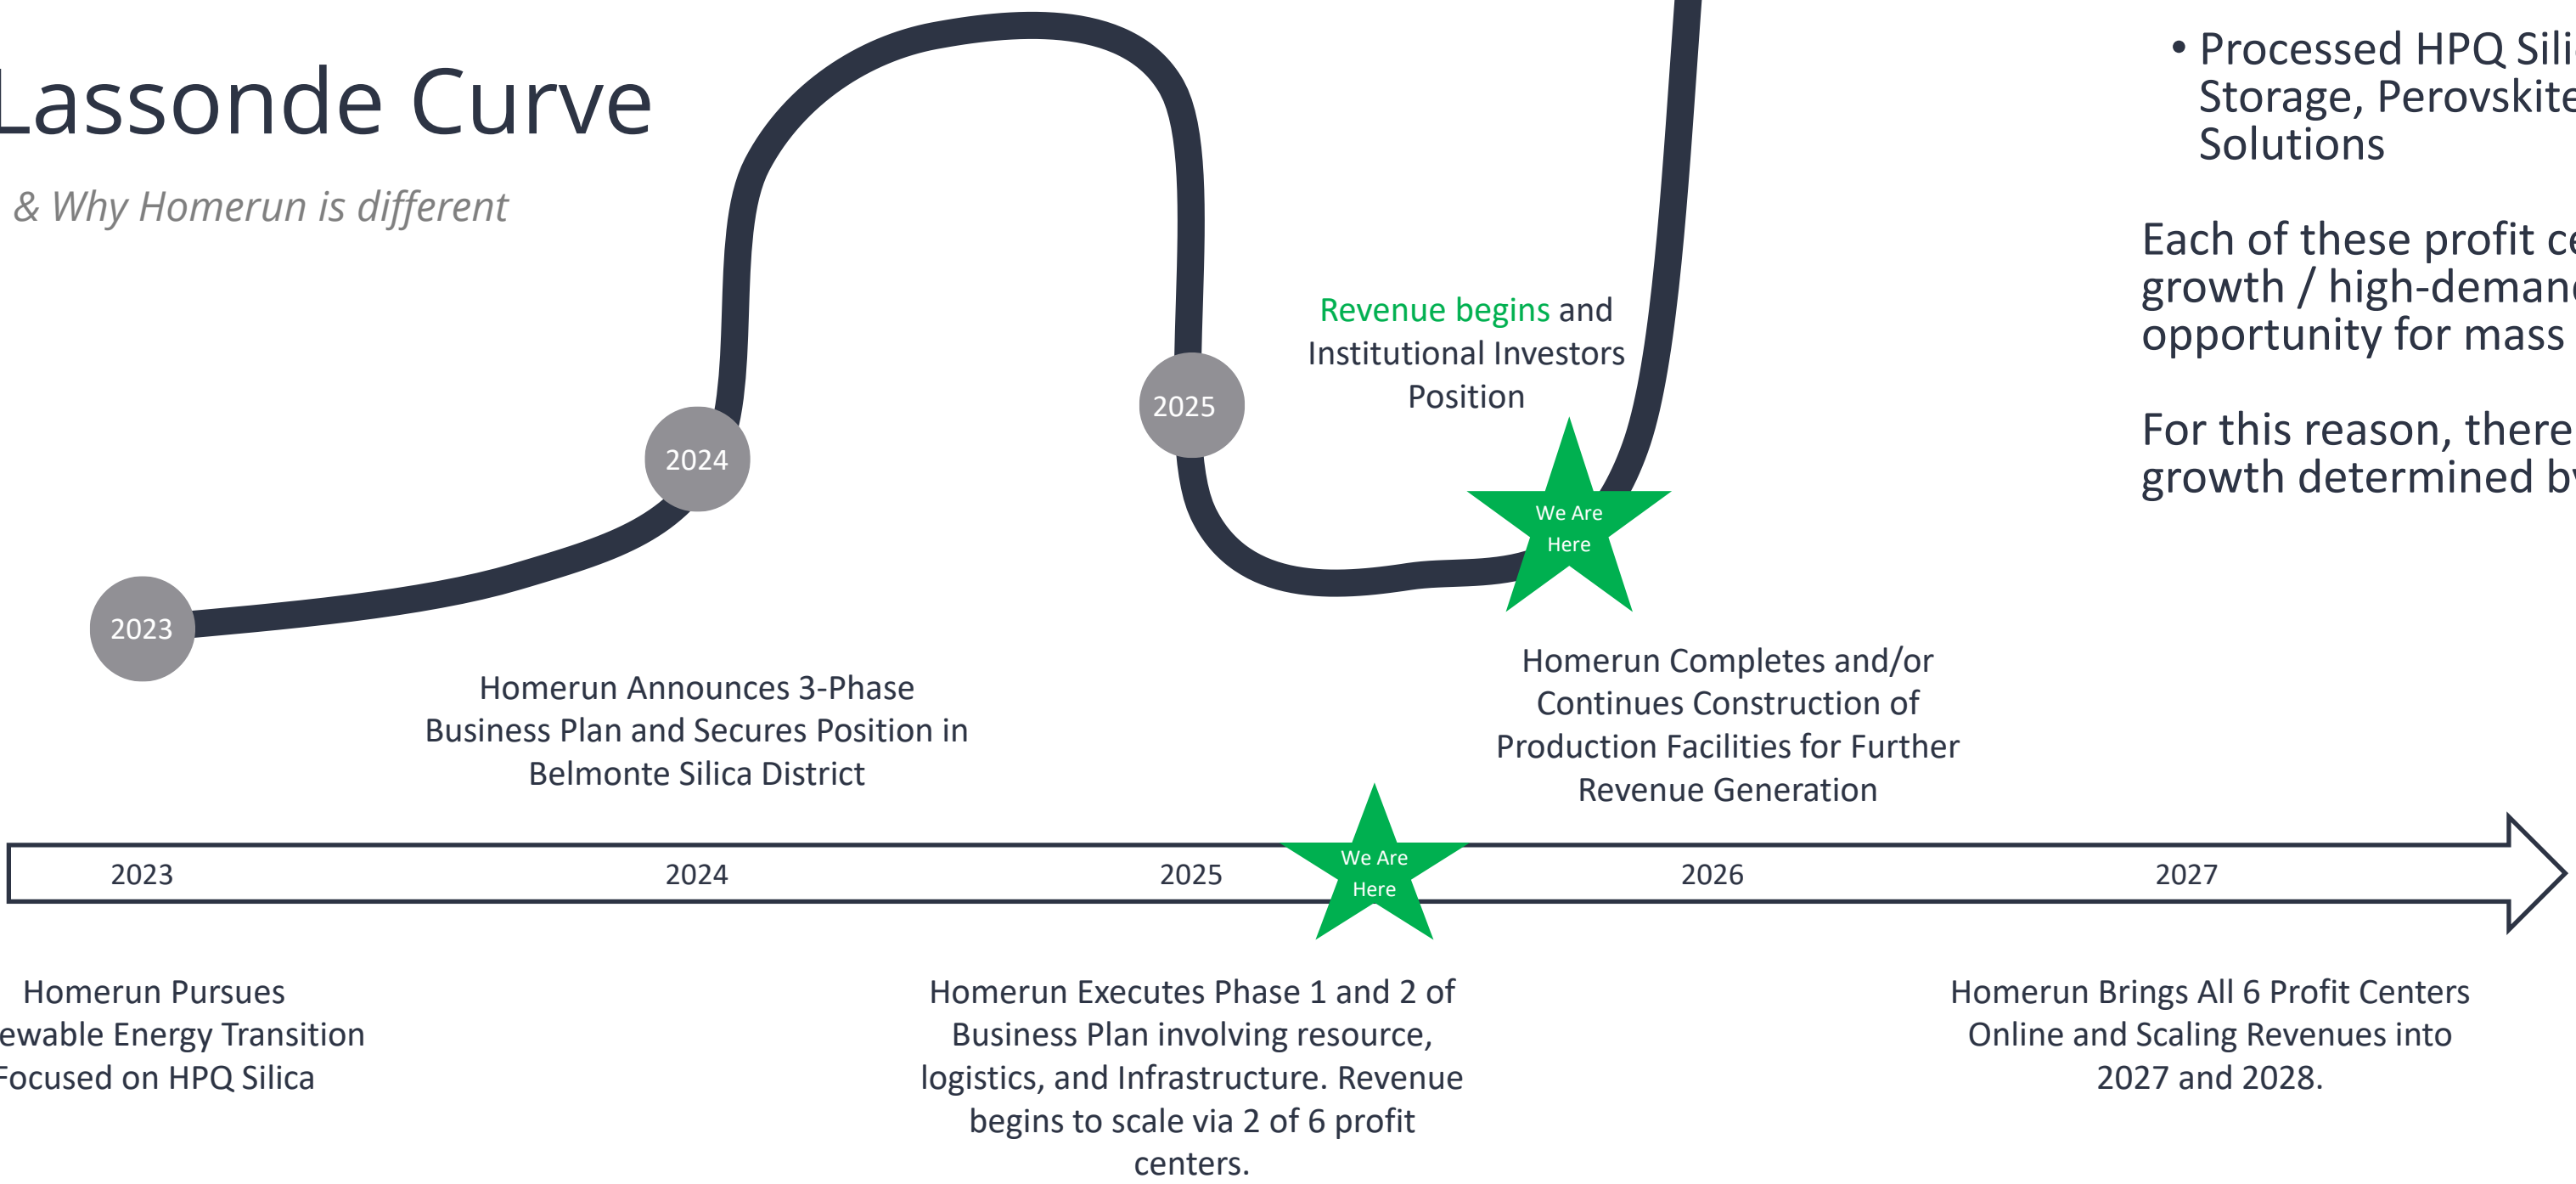 Lassonde Curve
& Why Homerun is different
• Processed HPQ
Storage,
Solutions
Each of these profit
growth /
opportunity for mass
For this reason, there
growth determined
Revenue begins and
Institutional Investors
Position
2023
2024
2025
We Are
Here
Homerun Announces 3-Phase
Business Plan and Secures Position in
Belmonte Silica District
Homerun Completes and/or
Continues Construction of
Production Facilities for Further
Revenue Generation
2023
2024
2025
We Are
Here
2026
2027
Homerun Pursues
Energy Transition
Focused on HPQ Silica
Homerun Executes Phase 1 and 2 of
Business Plan involving resource,
logistics, and Infrastructure. Revenue
begins to scale via 2 of 6 profit
centers.
Homerun Brings All 6 Profit Centers
Online and Scaling Revenues into
2027 and 2028.